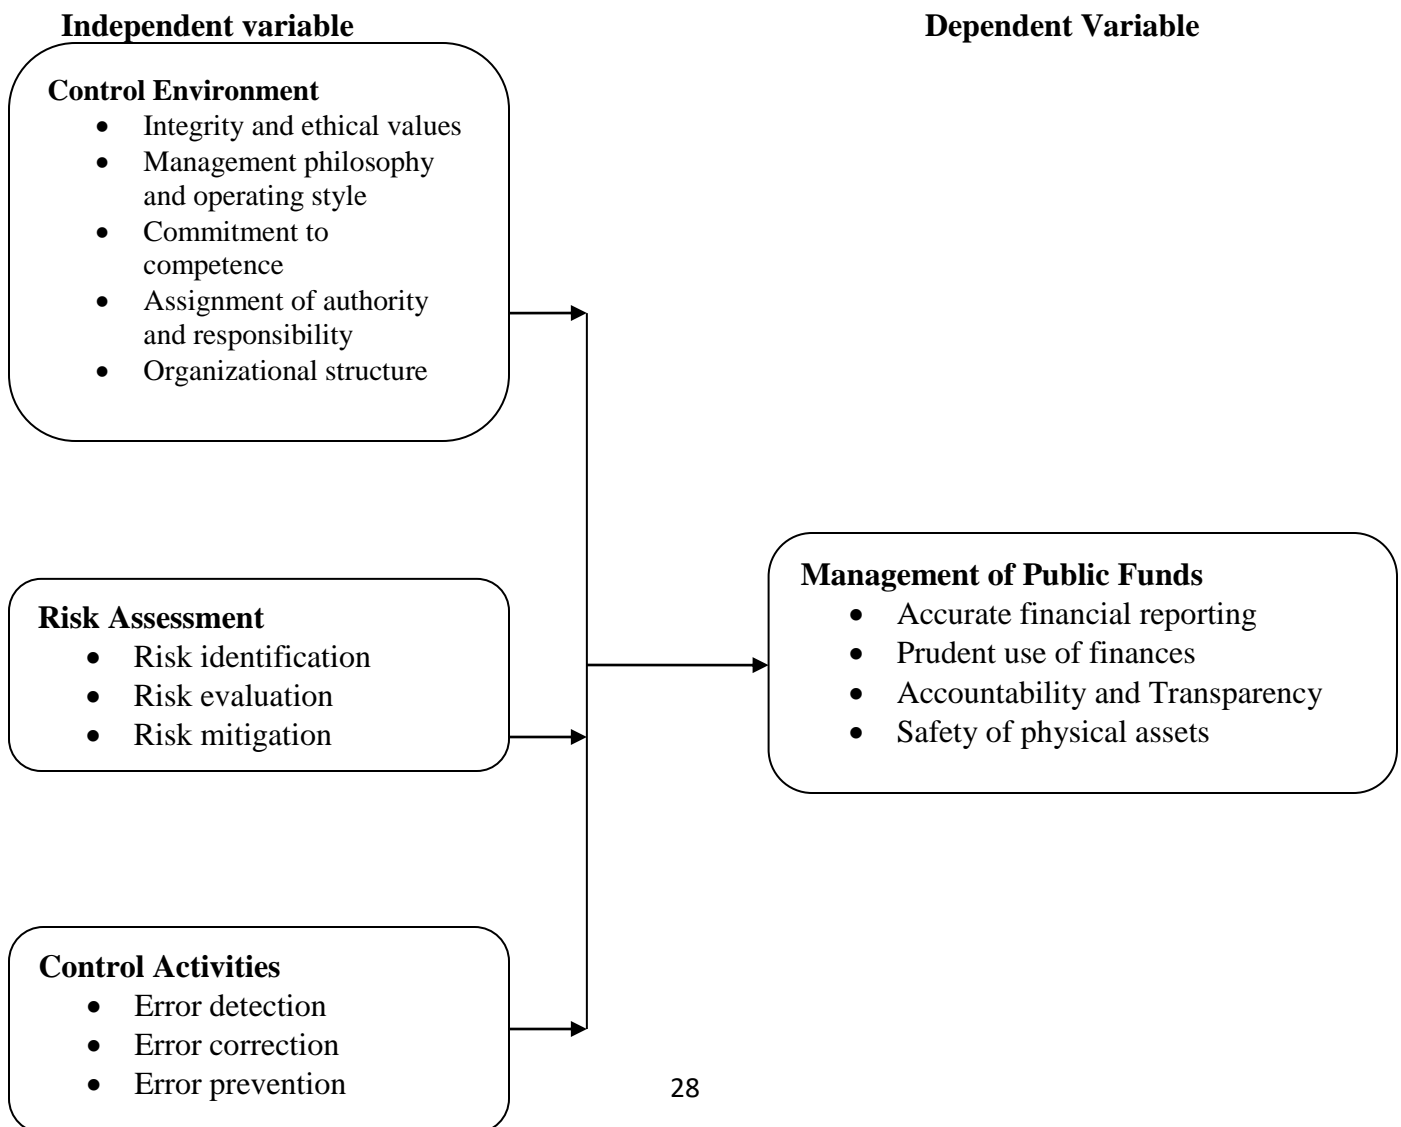 Independent variable
Dependent Variable
Control Environment
• Integrity and ethical values
• Management philosophy
and operating style
• Commitment to
competence
• Assignment of authority
and responsibility
• Organizational structure
Risk Assessment
• Risk identification
• Risk evaluation
• Risk mitigation
Management of Public Funds
• Accurate financial reporting
• Prudent use of finances
• Accountability and Transparency
• Safety of physical assets
Control Activities
• Error detection
• Error correction
• Error prevention
28